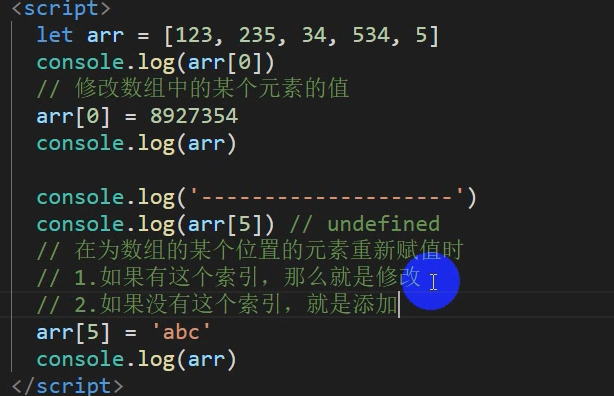 <script>
let arr = [123, 235, 34, 534, 5]
console.log(arr[0])
// 修改数组中的某个元素的值
arr[0] = 8927354
console.log(arr)
console.log('--------------------')
console.log(arr[5]) // undefined
// 在为数组的某个位置的元素重新赋值时
// 1.如果有这个索引，那么就是修改
// 2.如果没有这个索引，就是添加
arr[5] = 'abc'
console.log(arr)
</script>